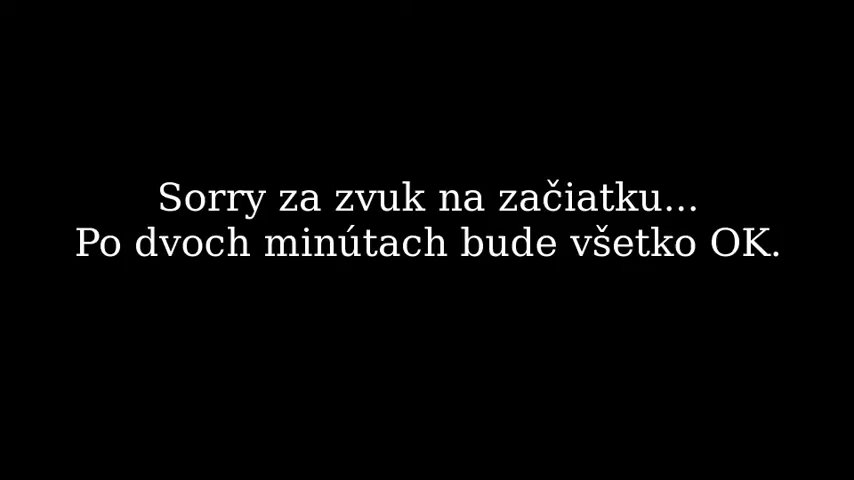 Sorry za zvuk na začiatku...
Po dvoch minútach bude všetko OK.